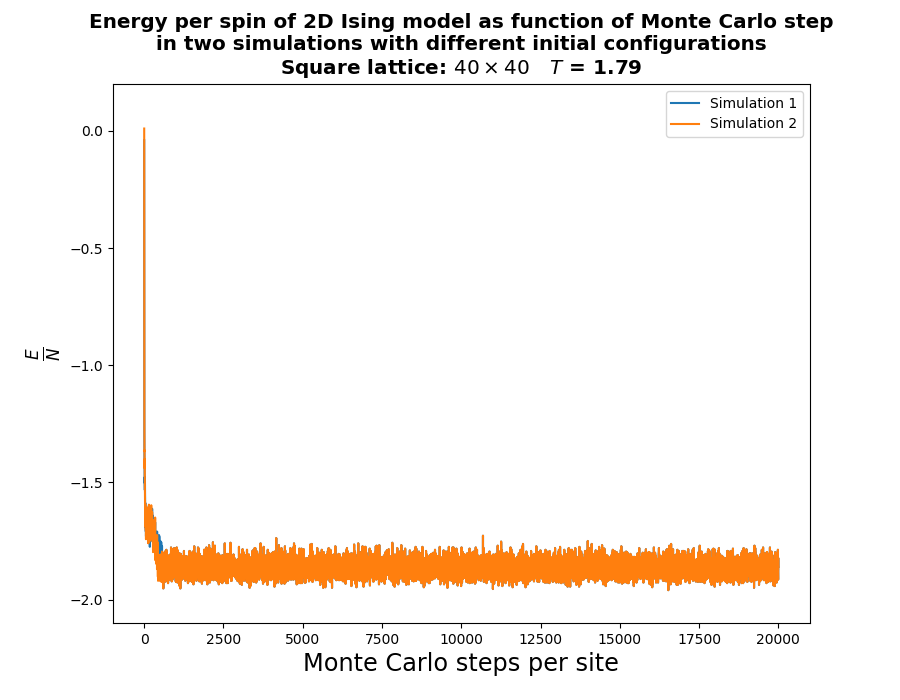 Energy per spin of 2D Ising model as function of Monte Carlo step
in two simulations with different initial configurations
Square lattice: 40 × 40 T = 1.79
Simulation 1
Simulation 2
0.0
−0.5
−1.0
−1.5
−2.0
E
N
0 2500 5000 7500 10000 12500 15000 17500 20000
Monte Carlo steps per site